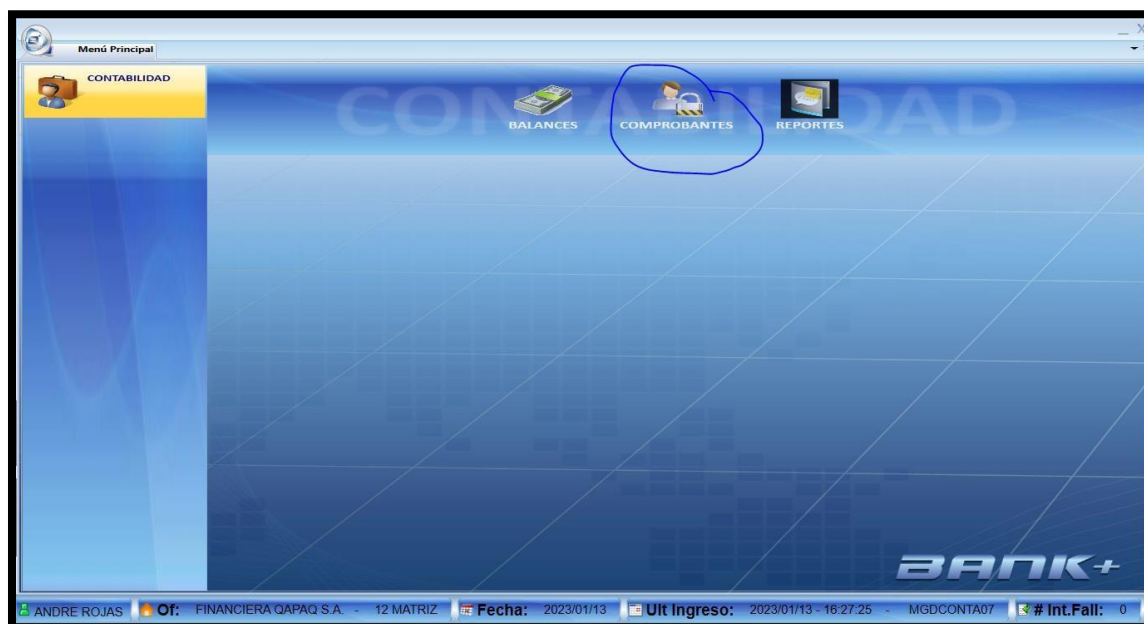 Menú Principal
CONTABILIDAD
CONTABILIDAD
BALANCES COMPROBANTES REPORTES
BANK+
ANDRE ROJAS Of: FINANCIERA QAPAQ S.A. - 12 MATRIZ Fecha: 2023/01/13 Ult Ingreso: 2023/01/13 - 16:27:25 - MGDCONTA07 # Int.Fall: 0